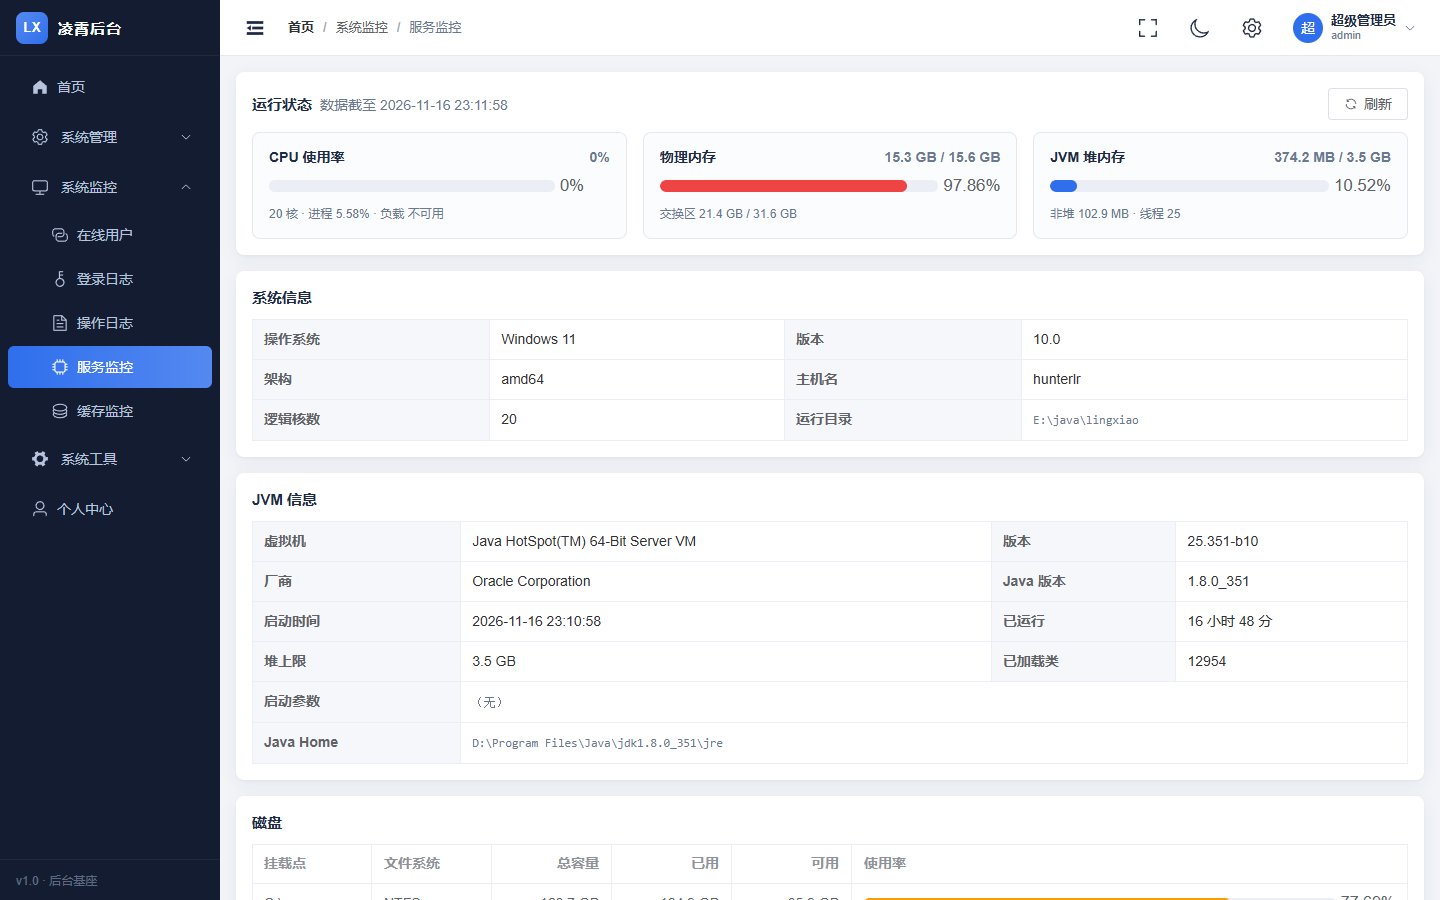 LX 凌霄后台
首页 / 系统监控 / 服务监控
超 超级管理员
admin
首页
系统管理
系统监控
在线用户
登录日志
操作日志
服务监控
缓存监控
系统工具
个人中心
v1.0 · 后台基座
运行状态 数据截至 2026-11-16 23:11:58
刷新
CPU 使用率 0%
0%
20 核 · 进程 5.58% · 负载 不可用
物理内存 15.3 GB / 15.6 GB
97.86%
交换区 21.4 GB / 31.6 GB
JVM 堆内存 374.2 MB / 3.5 GB
10.52%
非堆 102.9 MB · 线程 25
系统信息
操作系统 Windows 11 版本 10.0
架构 amd64 主机名 hunterlr
逻辑核数 20 运行目录 E:\java\lingxiao
JVM 信息
虚拟机 Java HotSpot(TM) 64-Bit Server VM 版本 25.351-b10
厂商 Oracle Corporation Java 版本 1.8.0_351
启动时间 2026-11-16 23:10:58 已运行 16 小时 48 分
堆上限 3.5 GB 已加载类 12954
启动参数 （无）
Java Home D:\Program Files\Java\jdk1.8.0_351\jre
磁盘
挂载点 文件系统 总容量 已用 可用 使用率